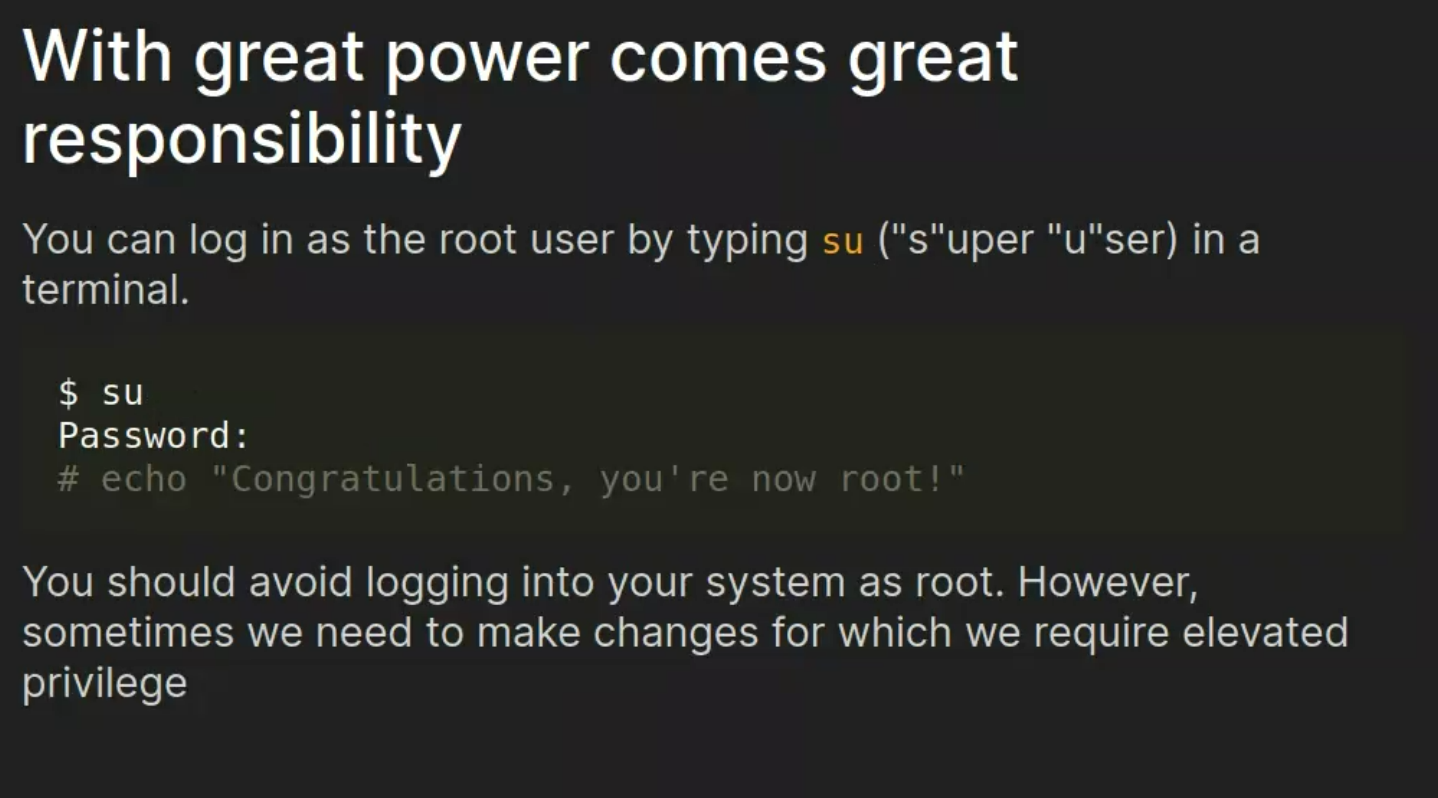 With great power comes great
responsibility
You can log in as the root user by typing su ("s"uper "u"ser) in a
terminal.
$ su
Password:
# echo "Congratulations, you're now root!"
You should avoid logging into your system as root. However,
sometimes we need to make changes for which we require elevated
privilege